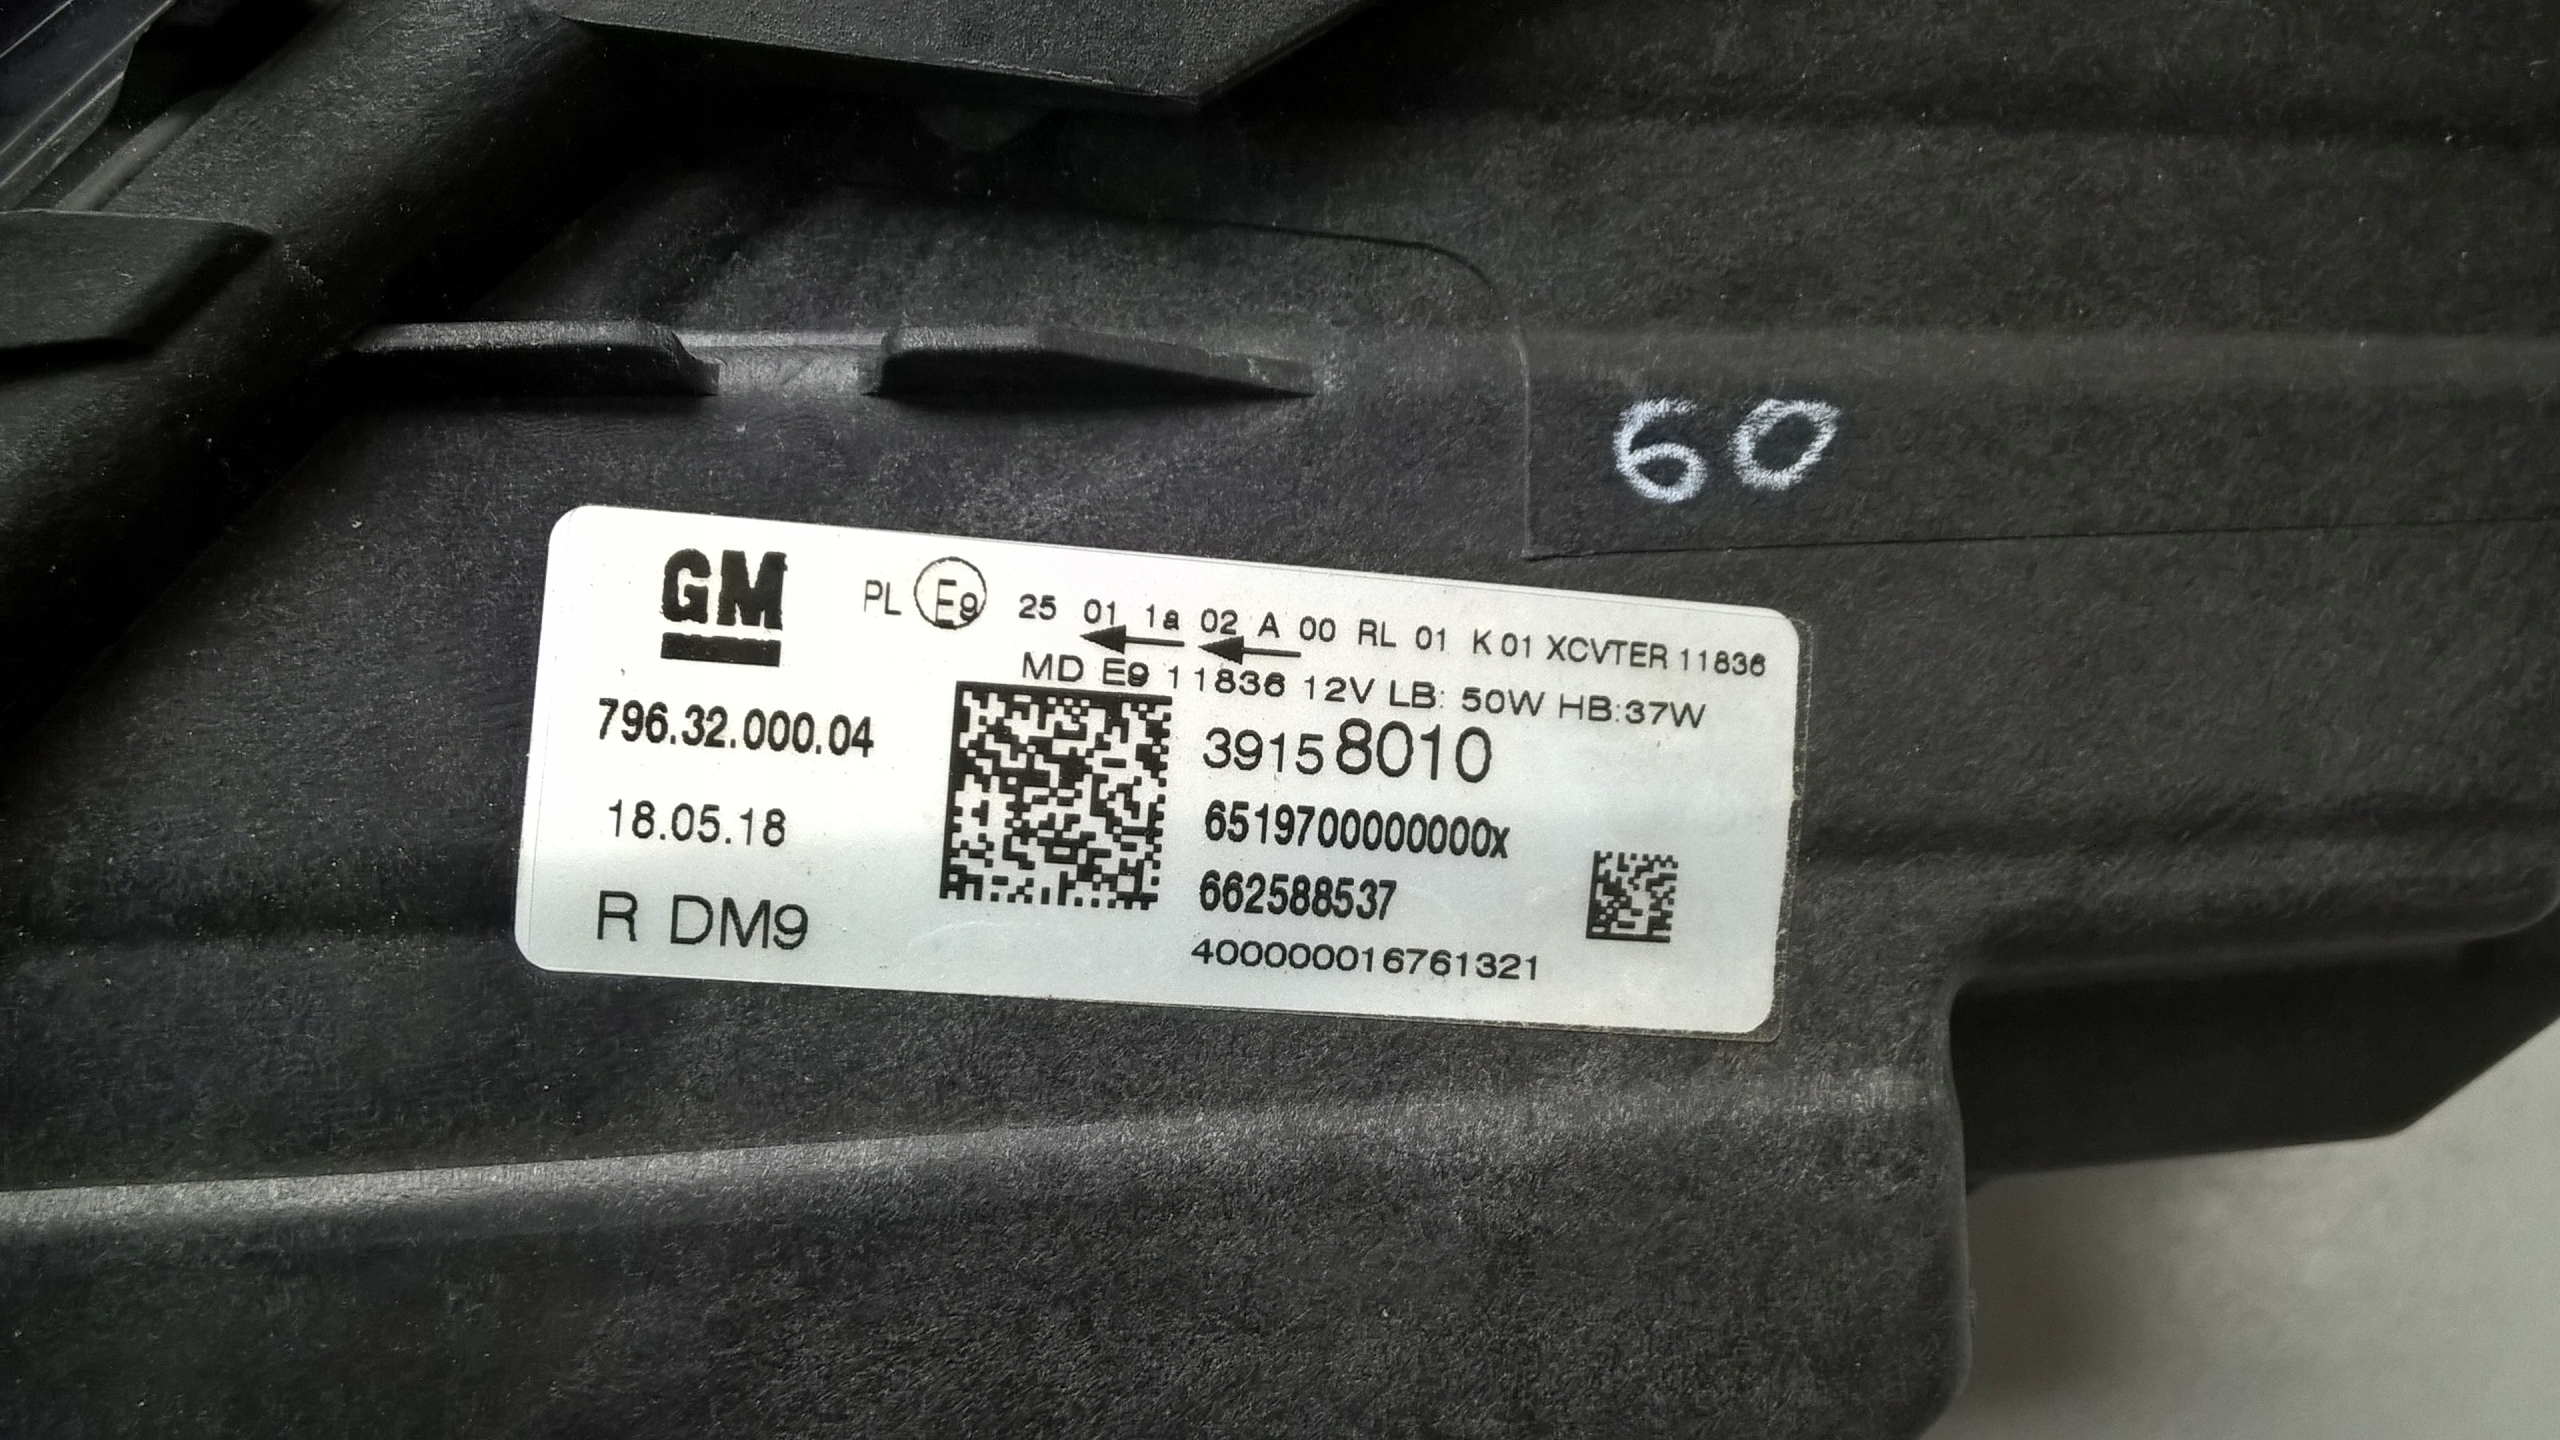 60
GM
PL E9 25 01 1a 02 A 00 RL 01 K 01 XCVTER 11836
MD E9 11836 12V LB: 50W HB:37W
796.32.000.04
39158010
18.05.18
6519700000000x
662588537
R DM9
400000016761321